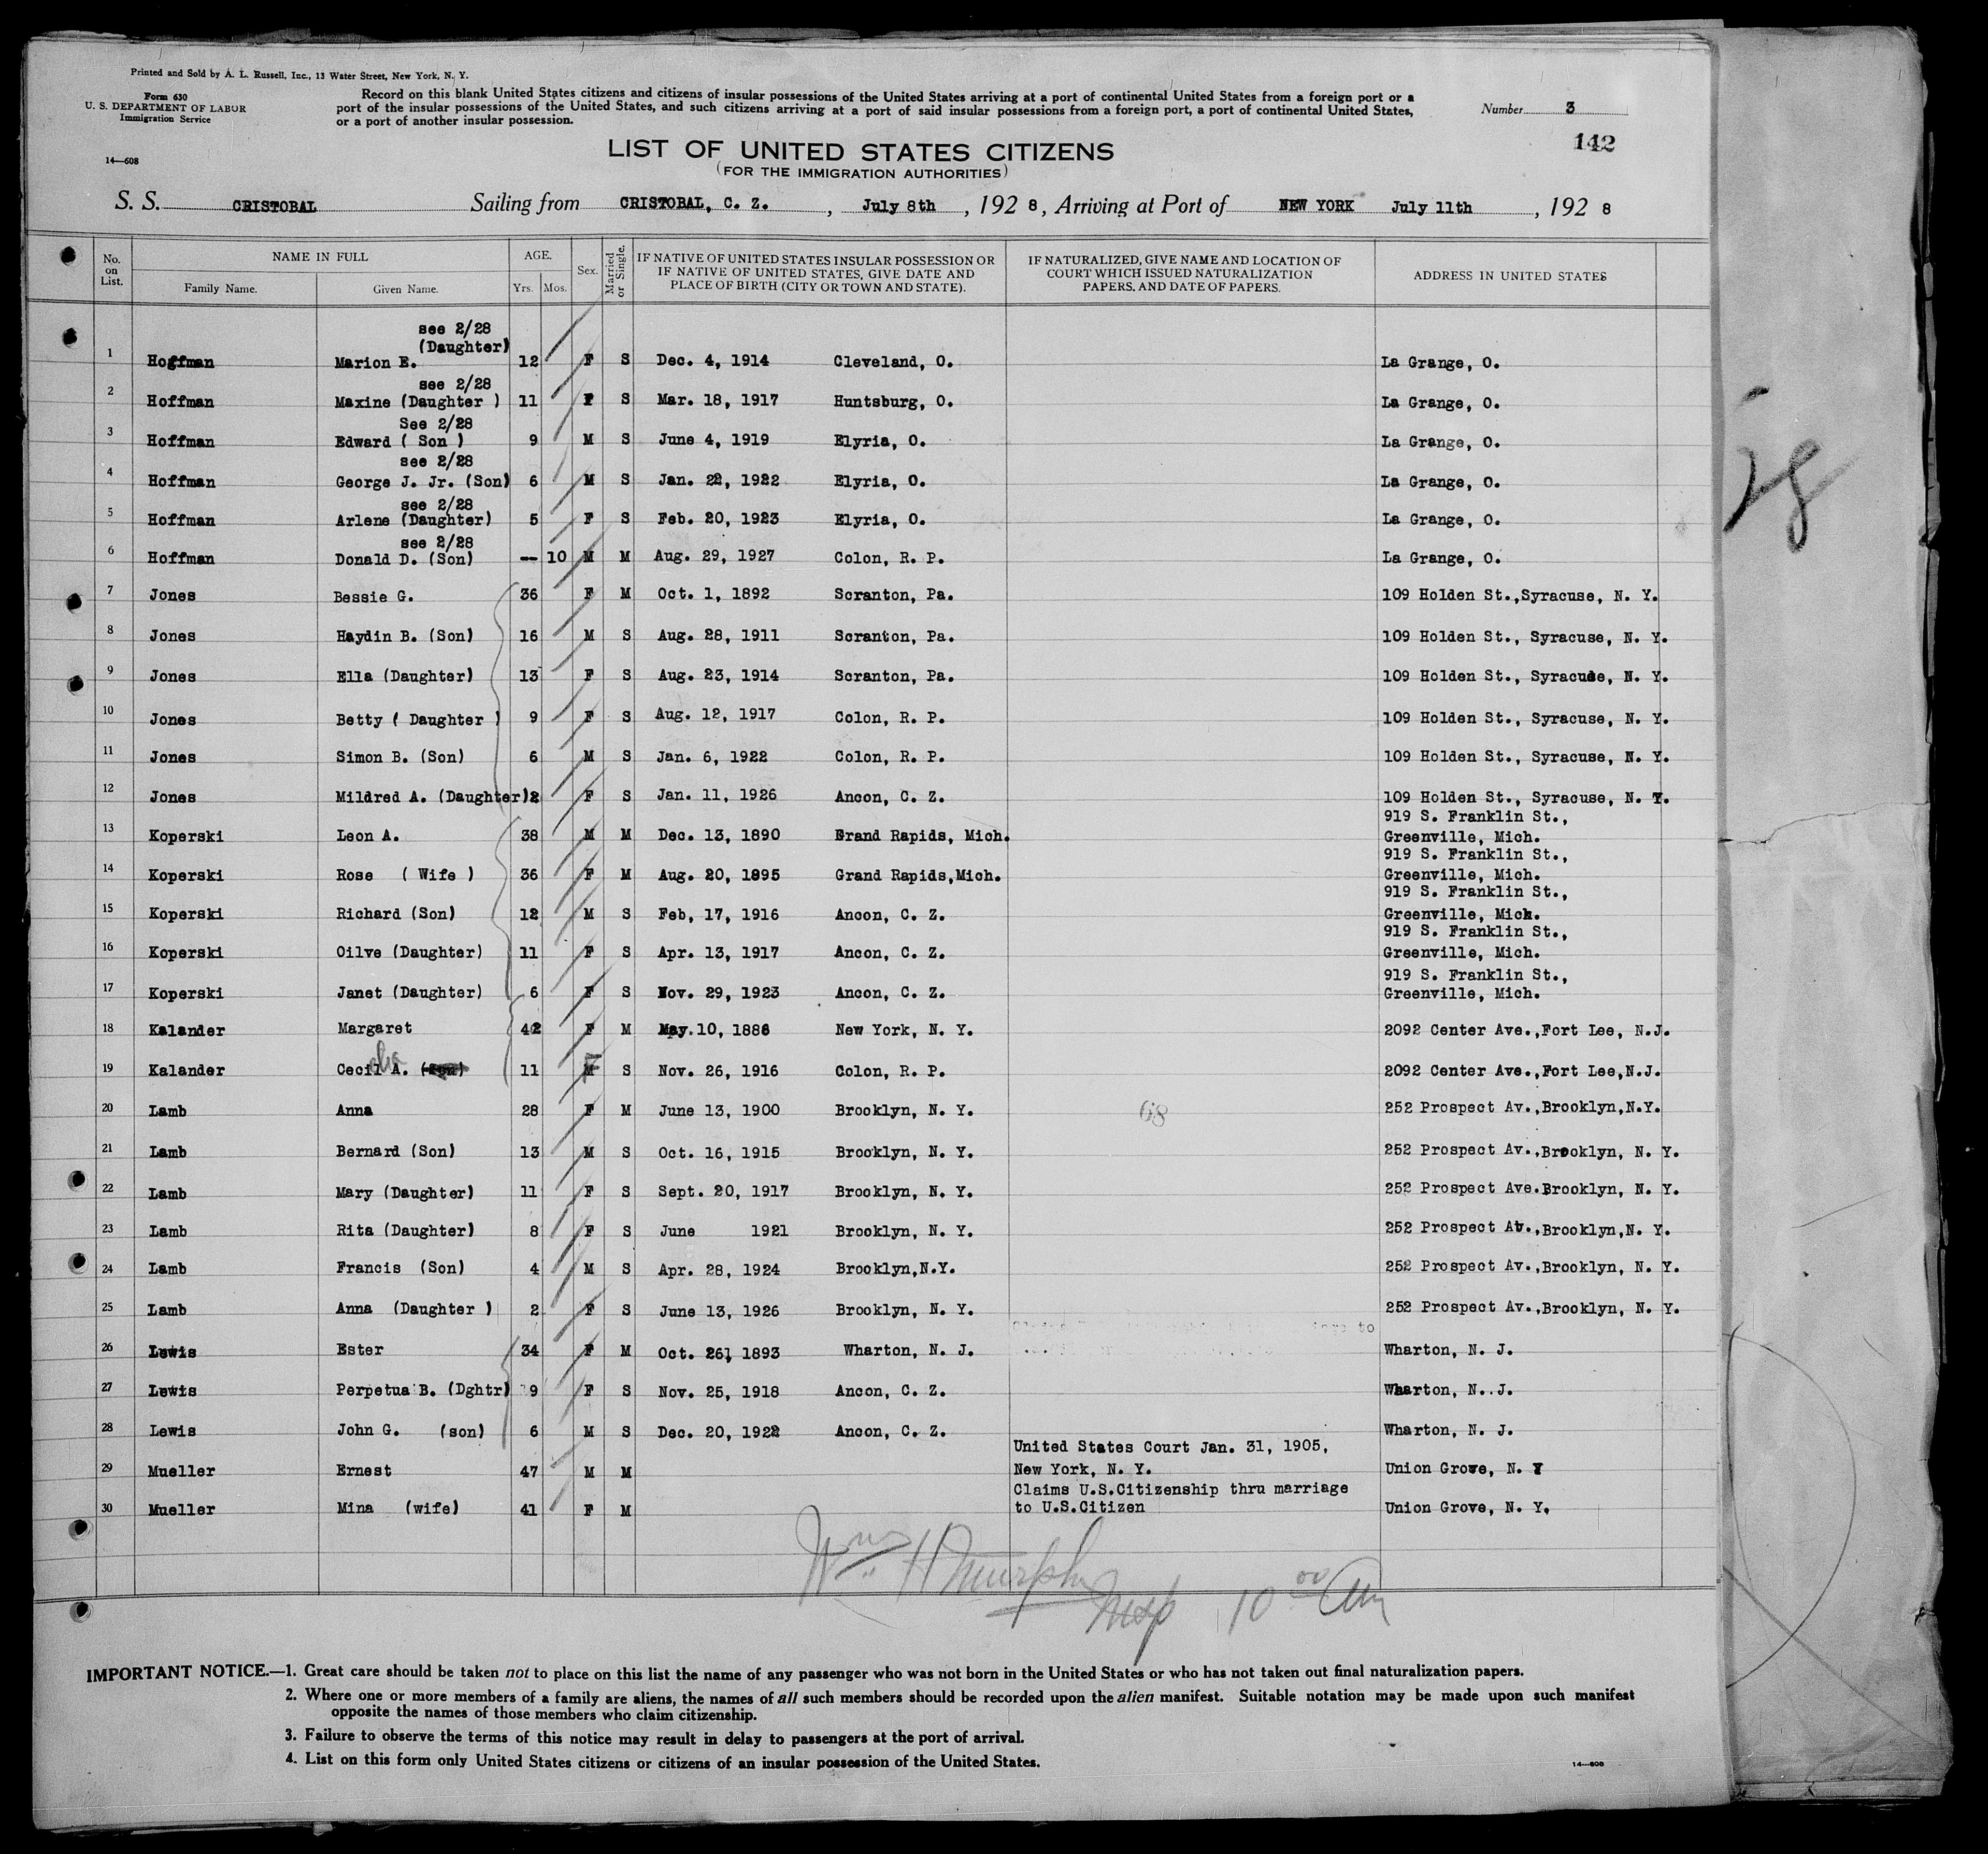 Printed and Sold by A. L. Russell, Inc., 13 Water Street, New York, N. Y.
Form 630
U. S. DEPARTMENT OF LABOR
Immigration Service
14—608
Record on this blank United States citizens and citizens of insular possessions of the United States arriving at a port of continental United States from a foreign port or a
port of the insular possessions of the United States, and such citizens arriving at a port of said insular possessions from a foreign port, a port of continental United States,
or a port of another insular possession.
Number 3
142
LIST OF UNITED STATES CITIZENS
(FOR THE IMMIGRATION AUTHORITIES)
S. S. CRISTOBAL Sailing from CRISTOBAL, C. Z. , July 8th , 192 8, Arriving at Port of NEW YORK July 11th , 192 8
No. on List. NAME IN FULL Family Name. Given Name. AGE. Yrs. Mos. Sex. Married or Single. IF NATIVE OF UNITED STATES INSULAR POSSESSION OR IF NATIVE OF UNITED STATES, GIVE DATE AND PLACE OF BIRTH (CITY OR TOWN AND STATE). IF NATURALIZED, GIVE NAME AND LOCATION OF COURT WHICH ISSUED NATURALIZATION PAPERS, AND DATE OF PAPERS. ADDRESS IN UNITED STATES
see 2/28
(Daughter)
1 Hoffman Marion E. 12 F S Dec. 4, 1914 Cleveland, O. La Grange, O.
see 2/28
2 Hoffman Maxine (Daughter ) 11 F S Mar. 18, 1917 Huntsburg, O. La Grange, O.
See 2/28
3 Hoffman Edward ( Son ) 9 M S June 4, 1919 Elyria, O. La Grange, O.
see 2/28
4 Hoffman George J. Jr. (Son) 6 M S Jan. 22, 1922 Elyria, O. La Grange, O.
see 2/28
5 Hoffman Arlene (Daughter) 5 F S Feb. 20, 1923 Elyria, O. La Grange, O.
see 2/28
6 Hoffman Donald D. (Son) -- 10 M M Aug. 29, 1927 Colon, R. P. La Grange, O.
7 Jones Bessie G. 36 F M Oct. 1, 1892 Scranton, Pa. 109 Holden St.,Syracuse, N. Y.
8 Jones Haydin B. (Son) 16 M S Aug. 28, 1911 Scranton, Pa. 109 Holden St., Syracuse, N. Y.
9 Jones Ella (Daughter) 13 F S Aug. 23, 1914 Scranton, Pa. 109 Holden St., Syracuse, N. Y.
10 Jones Betty ( Daughter ) 9 F S Aug. 12, 1917 Colon, R. P. 109 Holden St., Syracuse, N. Y.
11 Jones Simon B. (Son) 6 M S Jan. 6, 1922 Colon, R. P. 109 Holden St., Syracuse, N. Y.
12 Jones Mildred A. (Daughter) 2 F S Jan. 11, 1926 Ancon, C. Z. 109 Holden St., Syracuse, N. Y.
919 S. Franklin St.,
13 Koperski Leon A. 38 M M Dec. 13, 1890 Grand Rapids, Mich. Greenville, Mich.
919 S. Franklin St.,
14 Koperski Rose ( Wife ) 36 F M Aug. 20, 1895 Grand Rapids,Mich. Greenville, Mich.
919 S. Franklin St.,
15 Koperski Richard (Son) 12 M S Feb, 17, 1916 Ancon, C. Z. Greenville, Mich.
919 S. Franklin St.,
16 Koperski Oilve (Daughter) 11 F S Apr. 13, 1917 Ancon, C. Z. Greenville, Mich.
919 S. Franklin St.,
17 Koperski Janet (Daughter) 6 F S Nov. 29, 1923 Ancon, C. Z. Greenville, Mich.
18 Kalander Margaret 42 F M May.10, 1886 New York, N. Y. 2092 Center Ave.,Fort Lee, N.J.
19 Kalander Cecil A. (Son) 11 F S Nov. 26, 1916 Colon, R. P. 2092 Center Ave.,Fort Lee,N.J.
20 Lamb Anna 28 F M June 13, 1900 Brooklyn, N. Y. 68 252 Prospect Av.,Brooklyn,N.Y.
21 Lamb Bernard (Son) 13 M S Oct. 16, 1915 Brooklyn, N. Y. 252 Prospect Av.,Brooklyn, N. Y.
22 Lamb Mary (Daughter) 11 F S Sept. 20, 1917 Brooklyn, N. Y. 252 Prospect Ave.Brooklyn, N. Y.
23 Lamb Rita (Daughter) 8 F S June 1921 Brooklyn, N. Y. 252 Prospect Av.,Brooklyn,N. Y.
24 Lamb Francis (Son) 4 M S Apr. 28, 1924 Brooklyn,N.Y. 252 Prospect Av.,Brooklyn, N. Y.
25 Lamb Anna (Daughter ) 2 F S June 13, 1926 Brooklyn, N. Y. 252 Prospect Av.,Brooklyn, N. Y.
26 Lewis Ester 34 F M Oct. 26, 1893 Wharton, N. J. Wharton, N. J.
27 Lewis Perpetua B. (Dghtr) 9 F S Nov. 25, 1918 Ancon, C. Z. Wharton, N. J.
28 Lewis John G. (son) 6 M S Dec. 20, 1922 Ancon, C. Z. Wharton, N. J.
United States Court Jan. 31, 1905,
29 Mueller Ernest 47 M M New York, N. Y. Union Grove, N. Y
Claims U.S.Citizenship thru marriage
30 Mueller Mina (wife) 41 F M to U.S.Citizen Union Grove, N. Y.
Wm H Murphy
Insp 10 00 AM
IMPORTANT NOTICE.—1. Great care should be taken not to place on this list the name of any passenger who was not born in the United States or who has not taken out final naturalization papers.
2. Where one or more members of a family are aliens, the names of all such members should be recorded upon the alien manifest. Suitable notation may be made upon such manifest
opposite the names of those members who claim citizenship.
3. Failure to observe the terms of this notice may result in delay to passengers at the port of arrival.
4. List on this form only United States citizens or citizens of an insular possession of the United States.
14—608